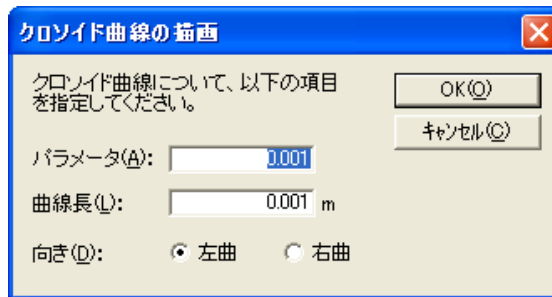 クロソイド曲線の描画
クロソイド曲線について、以下の項目
を指定してください。
OK(O)
キャンセル(C)
パラメータ(A): 0.001
曲線長(L): 0.001 m
向き(D): 左曲 右曲